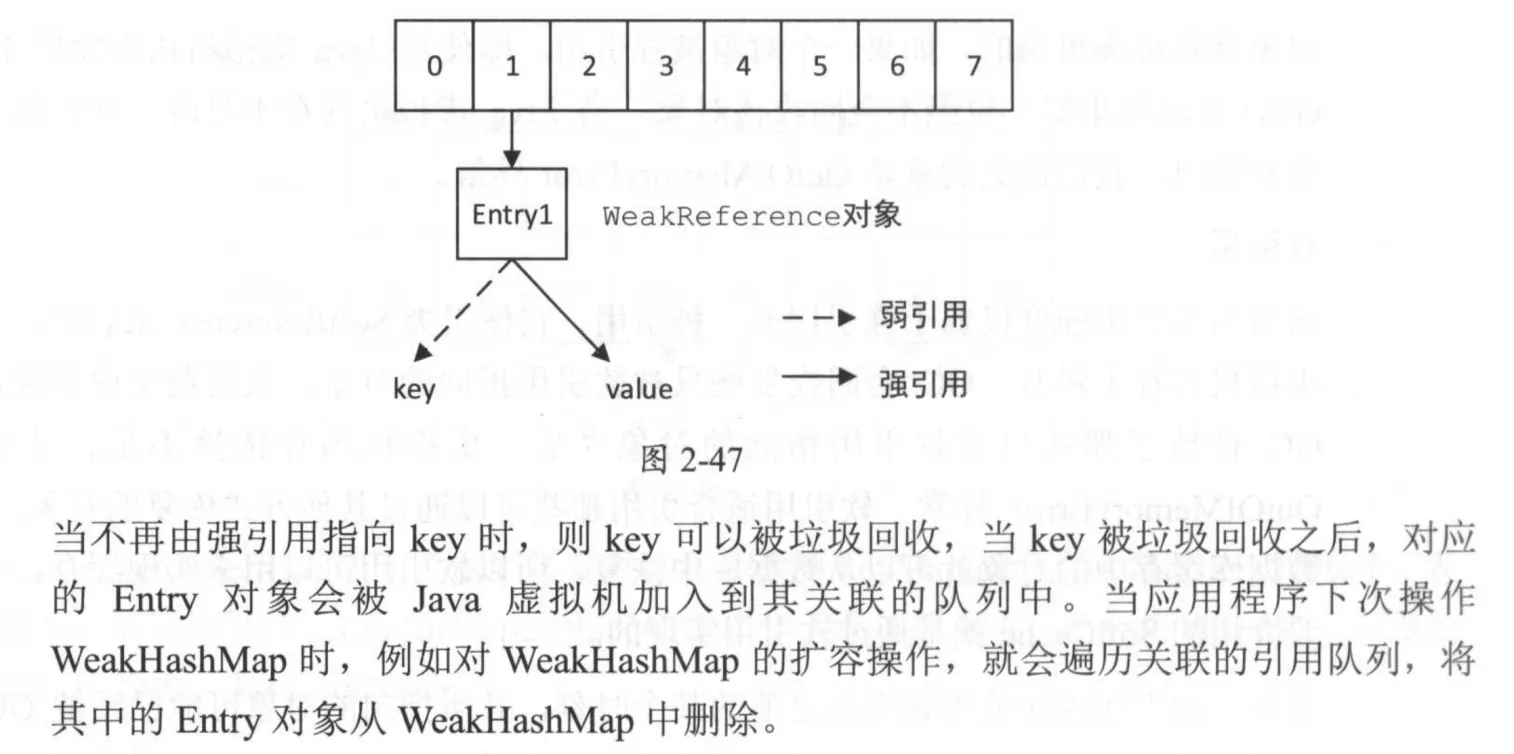 0 1 2 3 4 5 6 7
Entry1 WeakReference对象
弱引用
key value 强引用
图 2-47
当不再由强引用指向 key 时，则 key 可以被垃圾回收，当 key 被垃圾回收之后，对应
的 Entry 对象会被 Java 虚拟机加入到其关联的队列中。当应用程序下次操作
WeakHashMap 时，例如对 WeakHashMap 的扩容操作，就会遍历关联的引用队列，将
其中的 Entry 对象从 WeakHashMap 中删除。